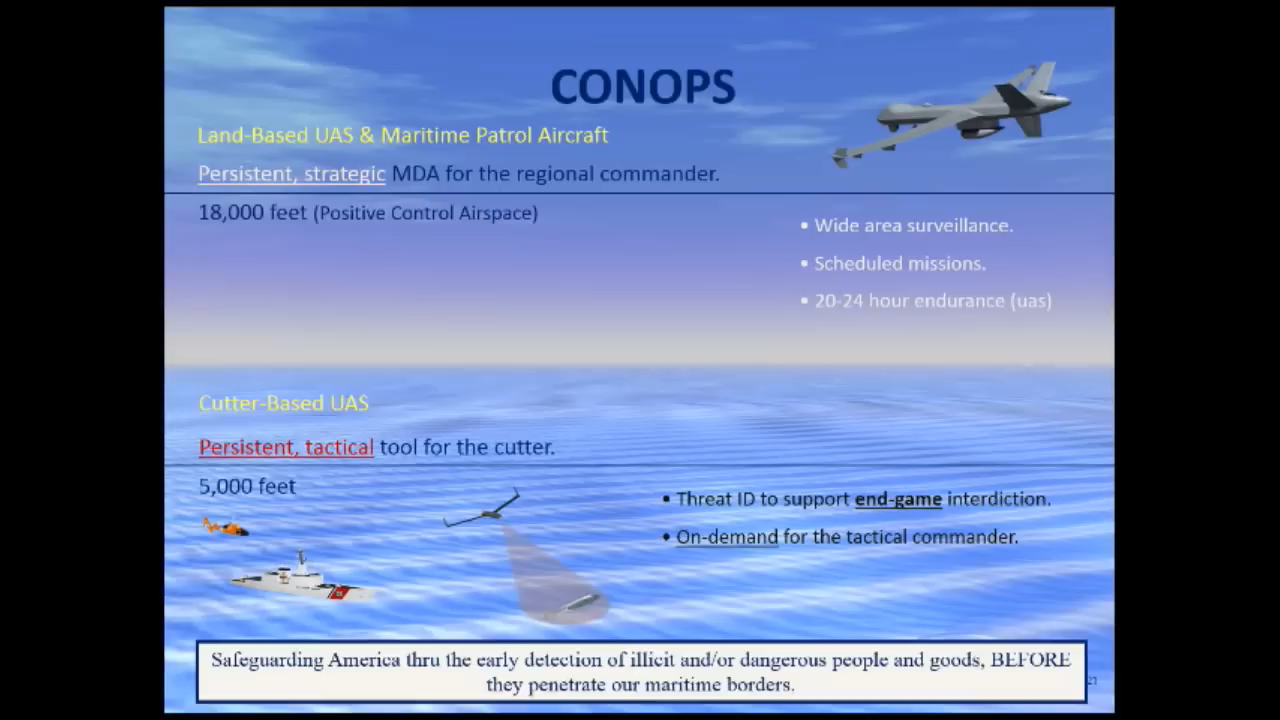 CONOPS
Land-Based UAS & Maritime Patrol Aircraft
Persistent, strategic MDA for the regional commander.
18,000 feet (Positive Control Airspace)
• Wide area surveillance.
• Scheduled missions.
• 20-24 hour endurance (uas)
Cutter-Based UAS
Persistent, tactical tool for the cutter.
5,000 feet
• Threat ID to support end-game interdiction.
• On-demand for the tactical commander.
Safeguarding America thru the early detection of illicit and/or dangerous people and goods, BEFORE
they penetrate our maritime borders.
21